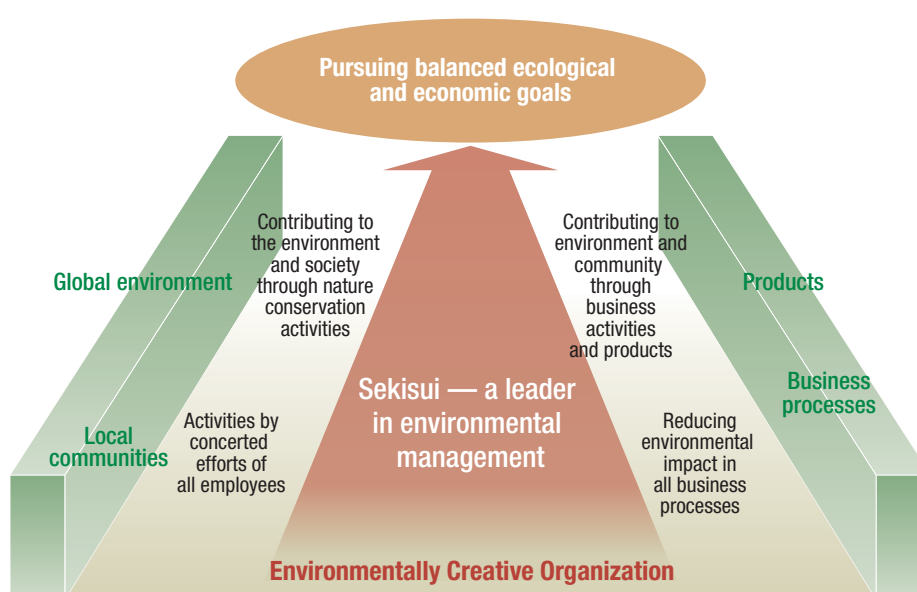 Pursuing balanced ecological
and economic goals
Contributing to
the environment
and society
through nature
conservation
activities
Contributing to
environment and
community
through
business
activities
and products
Global environment
Products
Sekisui — a leader
in environmental
management
Business
processes
Local
communities
Activities by
concerted
efforts of
all employees
Reducing
environmental
impact in
all business
processes
Environmentally Creative Organization